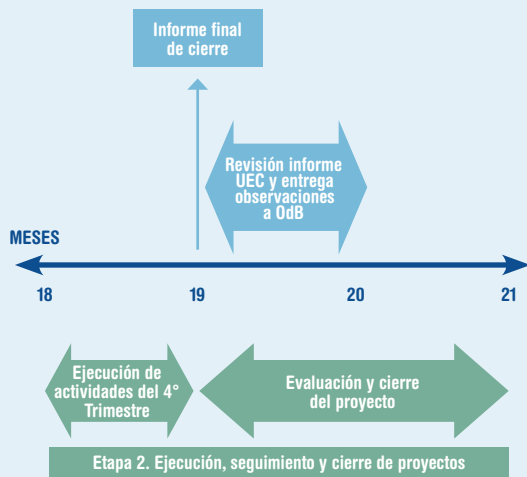 Informe final
de cierre
Revisión informe
UEC y entrega
observaciones
a OdB
MESES
18
19
20
21
Ejecución de
actividades del 4°
Trimestre
Evaluación y cierre
del proyecto
Etapa 2. Ejecución, seguimiento y cierre de proyectos